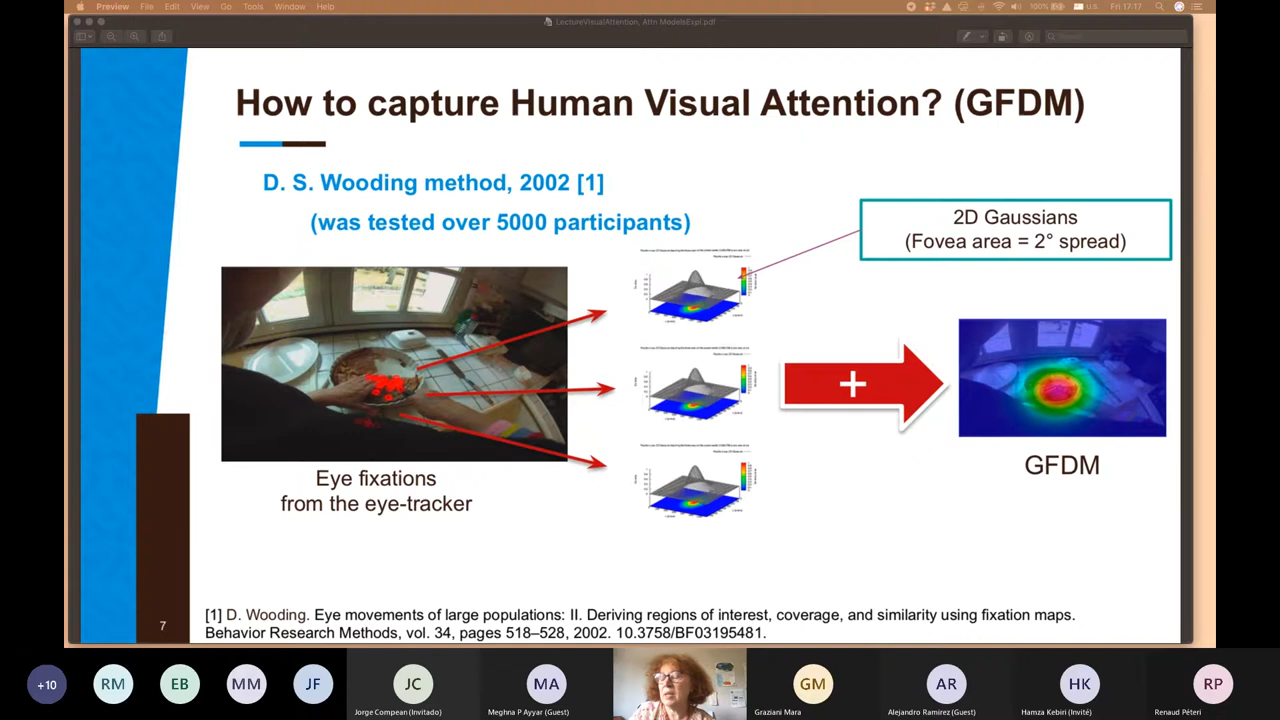 Preview File Edit View Go Tools Window Help
100% U.S. Fri 17:17
LectureVisualAttention, Attn ModelsExpl.pdf
Search
How to capture Human Visual Attention? (GFDM)
D. S. Wooding method, 2002 [1]
(was tested over 5000 participants)
2D Gaussians
(Fovea area = 2° spread)
+
GFDM
Eye fixations
from the eye-tracker
[1] D. Wooding. Eye movements of large populations: II. Deriving regions of interest, coverage, and similarity using fixation maps.
Behavior Research Methods, vol. 34, pages 518–528, 2002. 10.3758/BF03195481.
7
+10 RM EB MM JF JC MA GM AR HK RP
Jorge Compean (Invitado) Meghna P Ayyar (Guest) Graziani Mara Alejandro Ramirez (Guest) Hamza Kebiri (Invité) Renaud Péteri